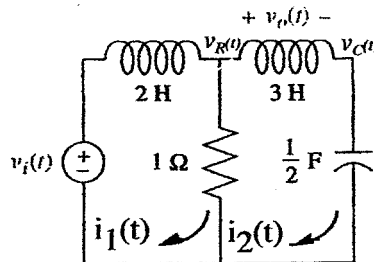 + v_o(t) −
v_R(t)
v_C(t)
2 H
3 H
v_i(t)
+
−
1 Ω
1/2 F
i_1(t)
i_2(t)